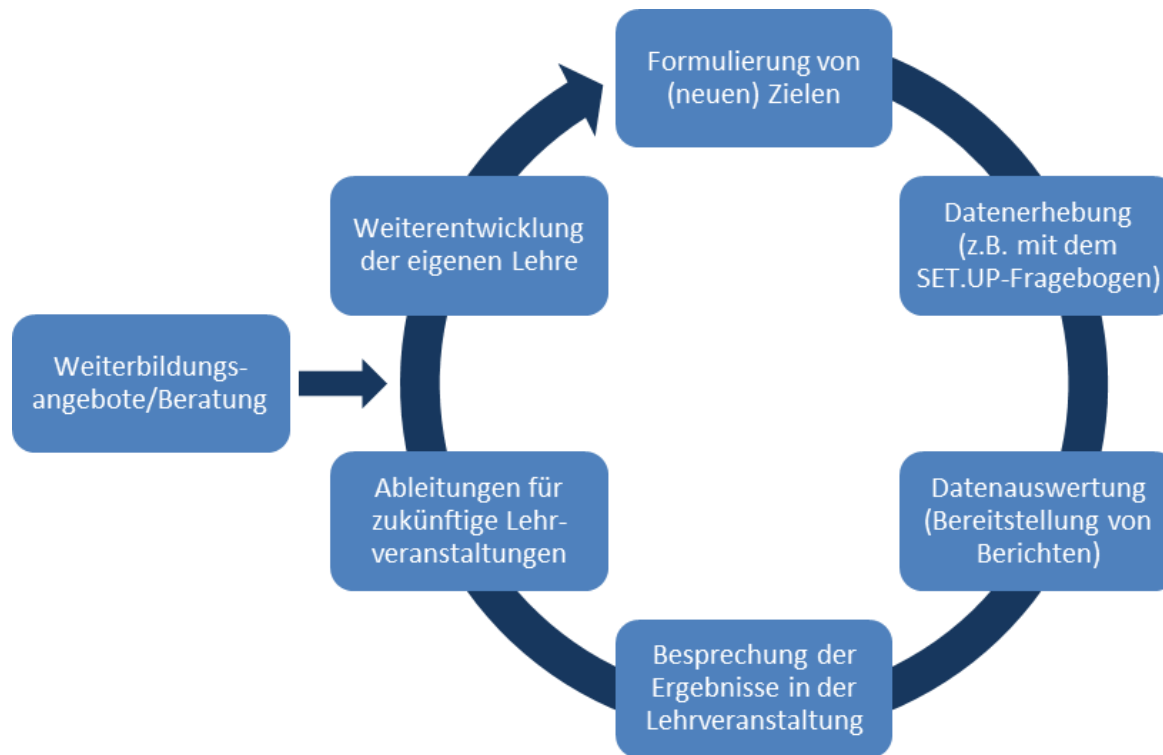 Formulierung von
(neuen) Zielen
Datenerhebung
(z.B. mit dem
SET.UP-Fragebogen)
Datenauswertung
(Bereitstellung von
Berichten)
Besprechung der
Ergebnisse in der
Lehrveranstaltung
Ableitungen für
zukünftige Lehr-
veranstaltungen
Weiterbildungs-
angebote/Beratung
Weiterentwicklung
der eigenen Lehre